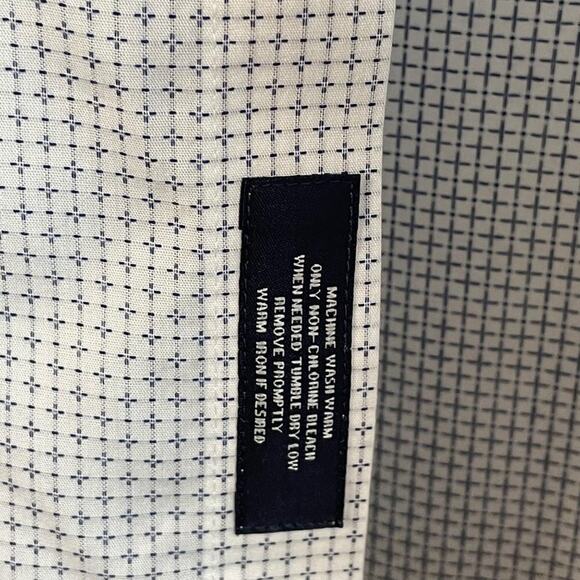 MACHINE WASH WARM
ONLY NON-CHLORINE BLEACH
WHEN NEEDED TUMBLE DRY LOW
REMOVE PROMPTLY
WARM IRON IF DESIRED